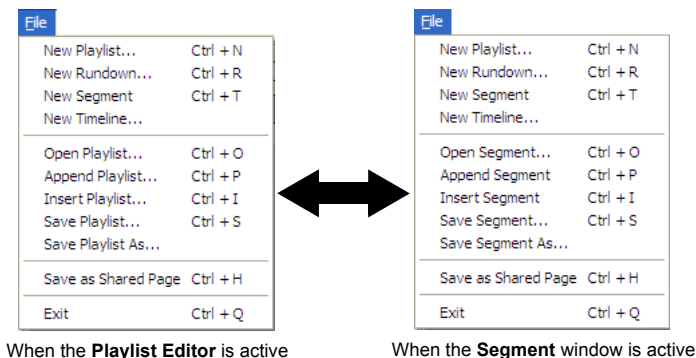 File
New Playlist... Ctrl + N
New Rundown... Ctrl + R
New Segment Ctrl + T
New Timeline...
Open Playlist... Ctrl + O
Append Playlist... Ctrl + P
Insert Playlist... Ctrl + I
Save Playlist... Ctrl + S
Save Playlist As...
Save as Shared Page Ctrl + H
Exit Ctrl + Q
When the Playlist Editor is active
File
New Playlist... Ctrl + N
New Rundown... Ctrl + R
New Segment Ctrl + T
New Timeline...
Open Segment... Ctrl + O
Append Segment Ctrl + P
Insert Segment Ctrl + I
Save Segment... Ctrl + S
Save Segment As...
Save as Shared Page Ctrl + H
Exit Ctrl + Q
When the Segment window is active